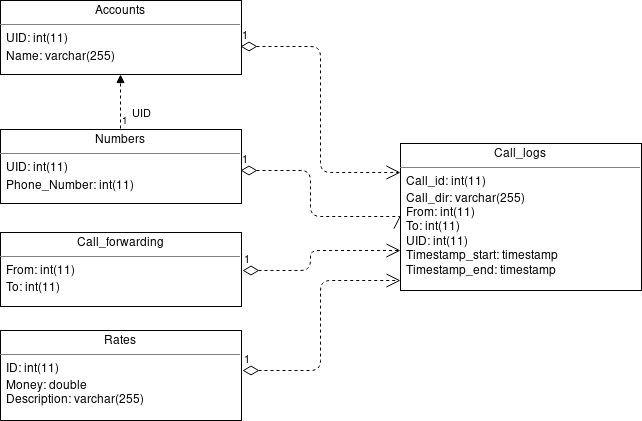 Accounts
UID: int(11)
Name: varchar(255)
1
1
UID
Numbers
UID: int(11)
Phone_Number: int(11)
1
Call_forwarding
From: int(11)
To: int(11)
1
Rates
ID: int(11)
Money: double
Description: varchar(255)
1
Call_logs
Call_id: int(11)
Call_dir: varchar(255)
From: int(11)
To: int(11)
UID: int(11)
Timestamp_start: timestamp
Timestamp_end: timestamp